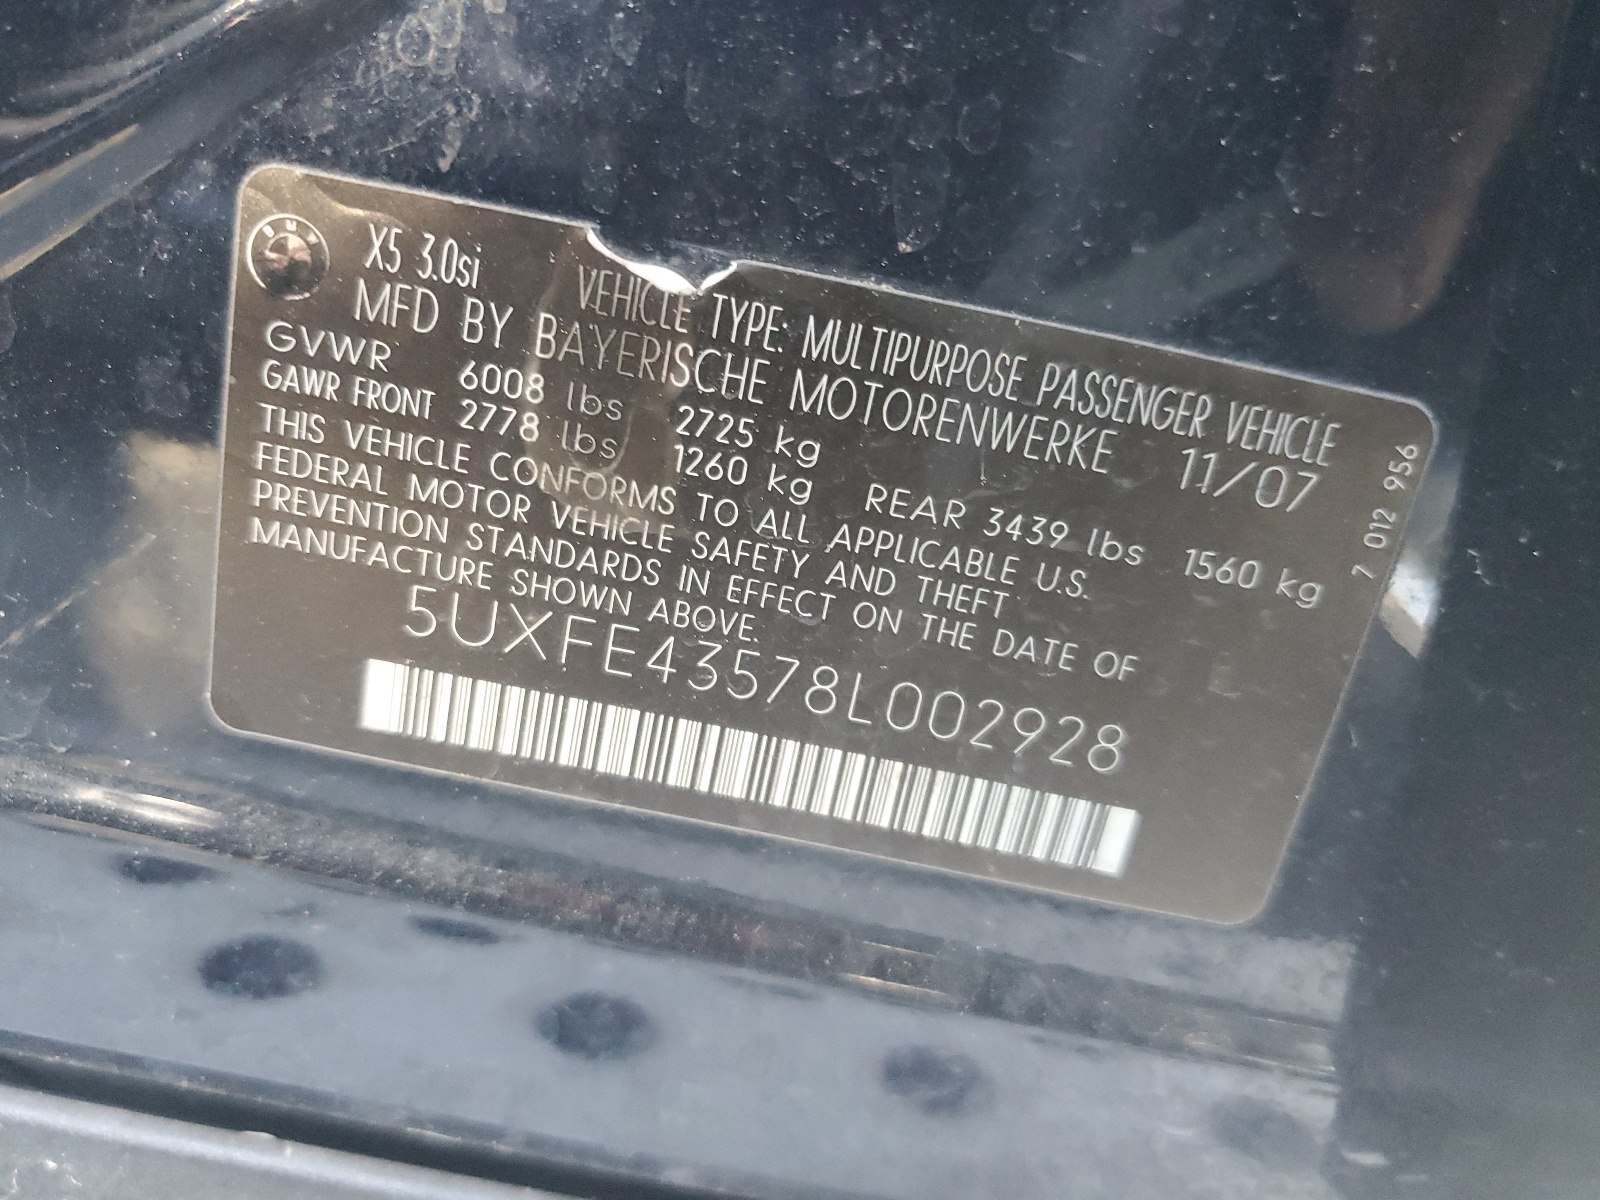 BMW
X5 3.0si
VEHICLE TYPE: MULTIPURPOSE PASSENGER VEHICLE
MFD BY BAYERISCHE MOTORENWERKE 11/07
GVWR 6008 lbs 2725 kg
GAWR FRONT 2778 lbs 1260 kg REAR 3439 lbs 1560 kg
THIS VEHICLE CONFORMS TO ALL APPLICABLE U.S.
FEDERAL MOTOR VEHICLE SAFETY AND THEFT
PREVENTION STANDARDS IN EFFECT ON THE DATE OF
MANUFACTURE SHOWN ABOVE.
5UXFE43578L002928
7 012 956